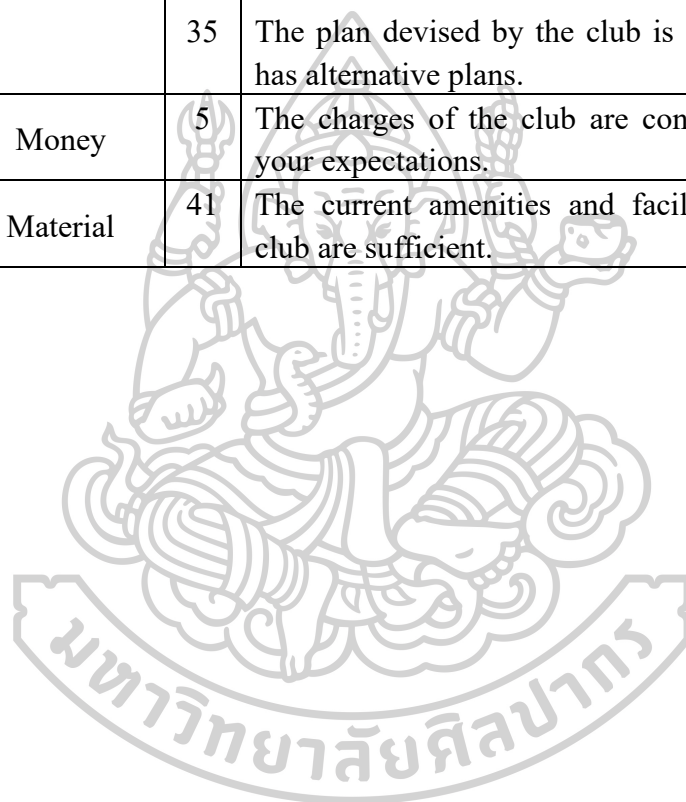 35 The plan devised by the club is
has alternative plans.
Money 5 The charges of the club are
your expectations.
Material 41 The current amenities and
club are sufficient.
มหาวิทยาลัยศิลปากร